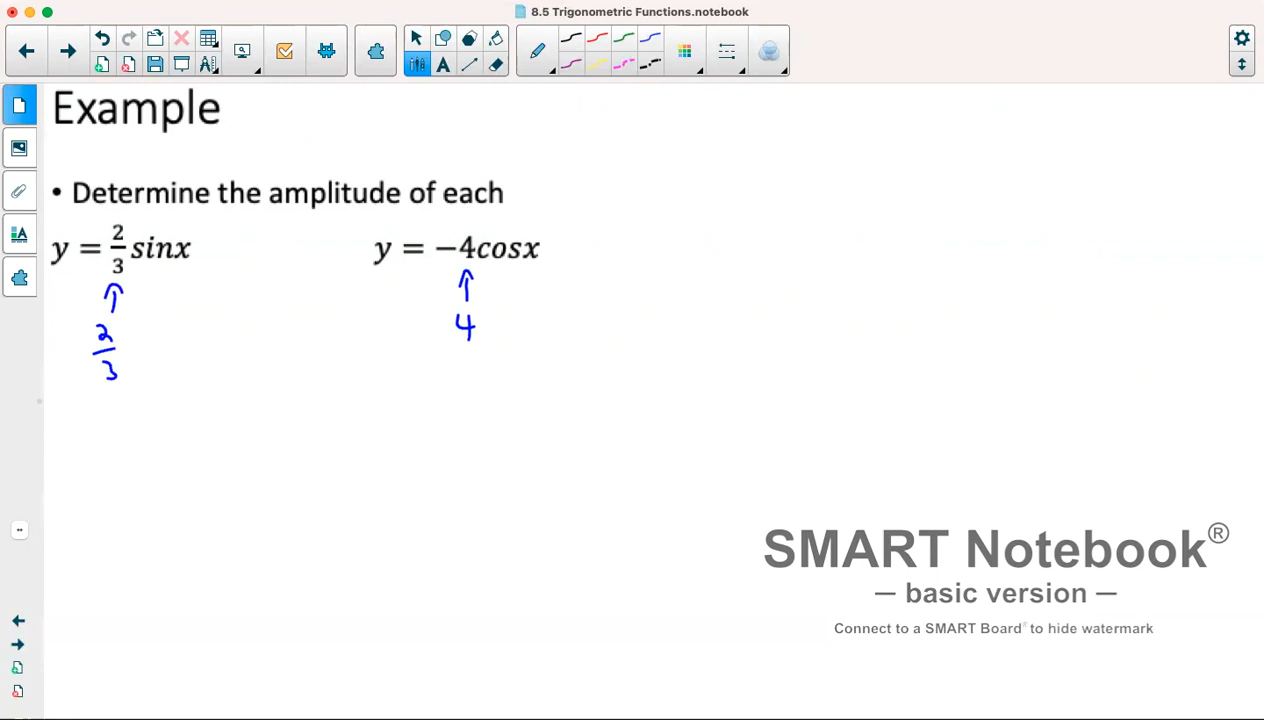 8.5 Trigonometric Functions.notebook
Example
• Determine the amplitude of each
y = 2/3 sinx
y = −4cosx
2/3
4
SMART Notebook®
— basic version —
Connect to a SMART Board® to hide watermark